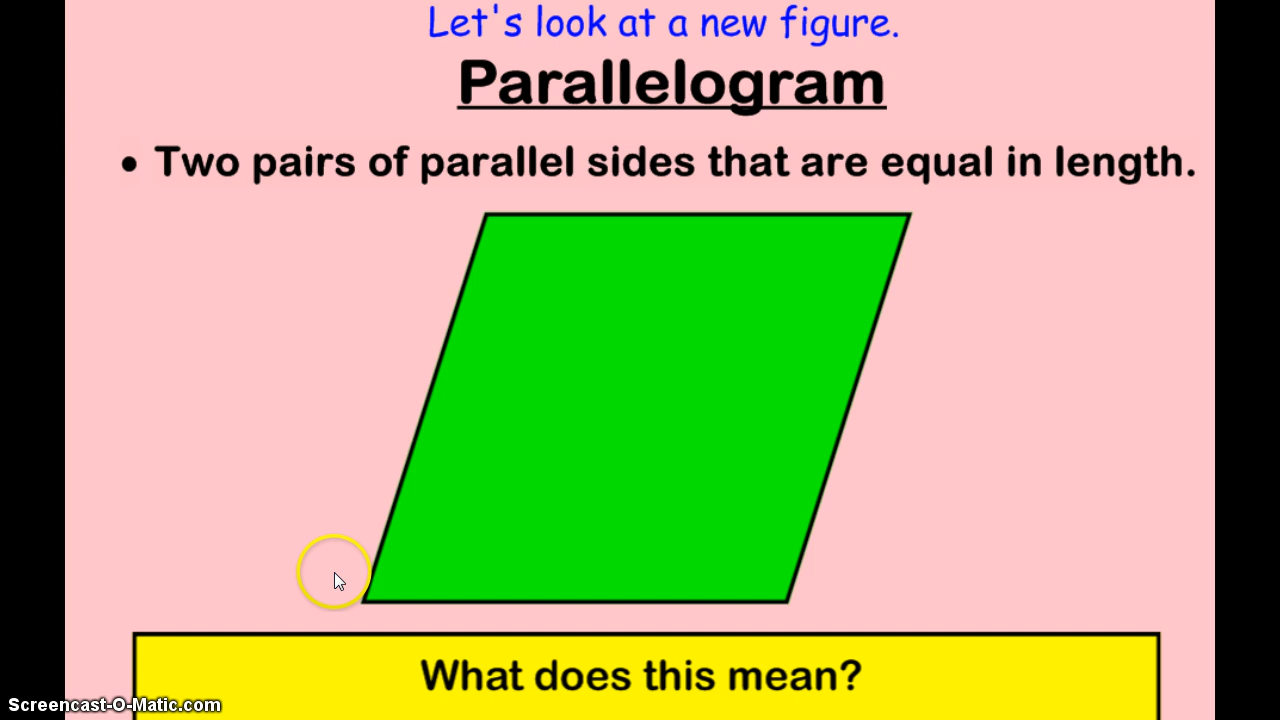 Let's look at a new figure.
Parallelogram
• Two pairs of parallel sides that are equal in length.
What does this mean?
Screencast-O-Matic.com